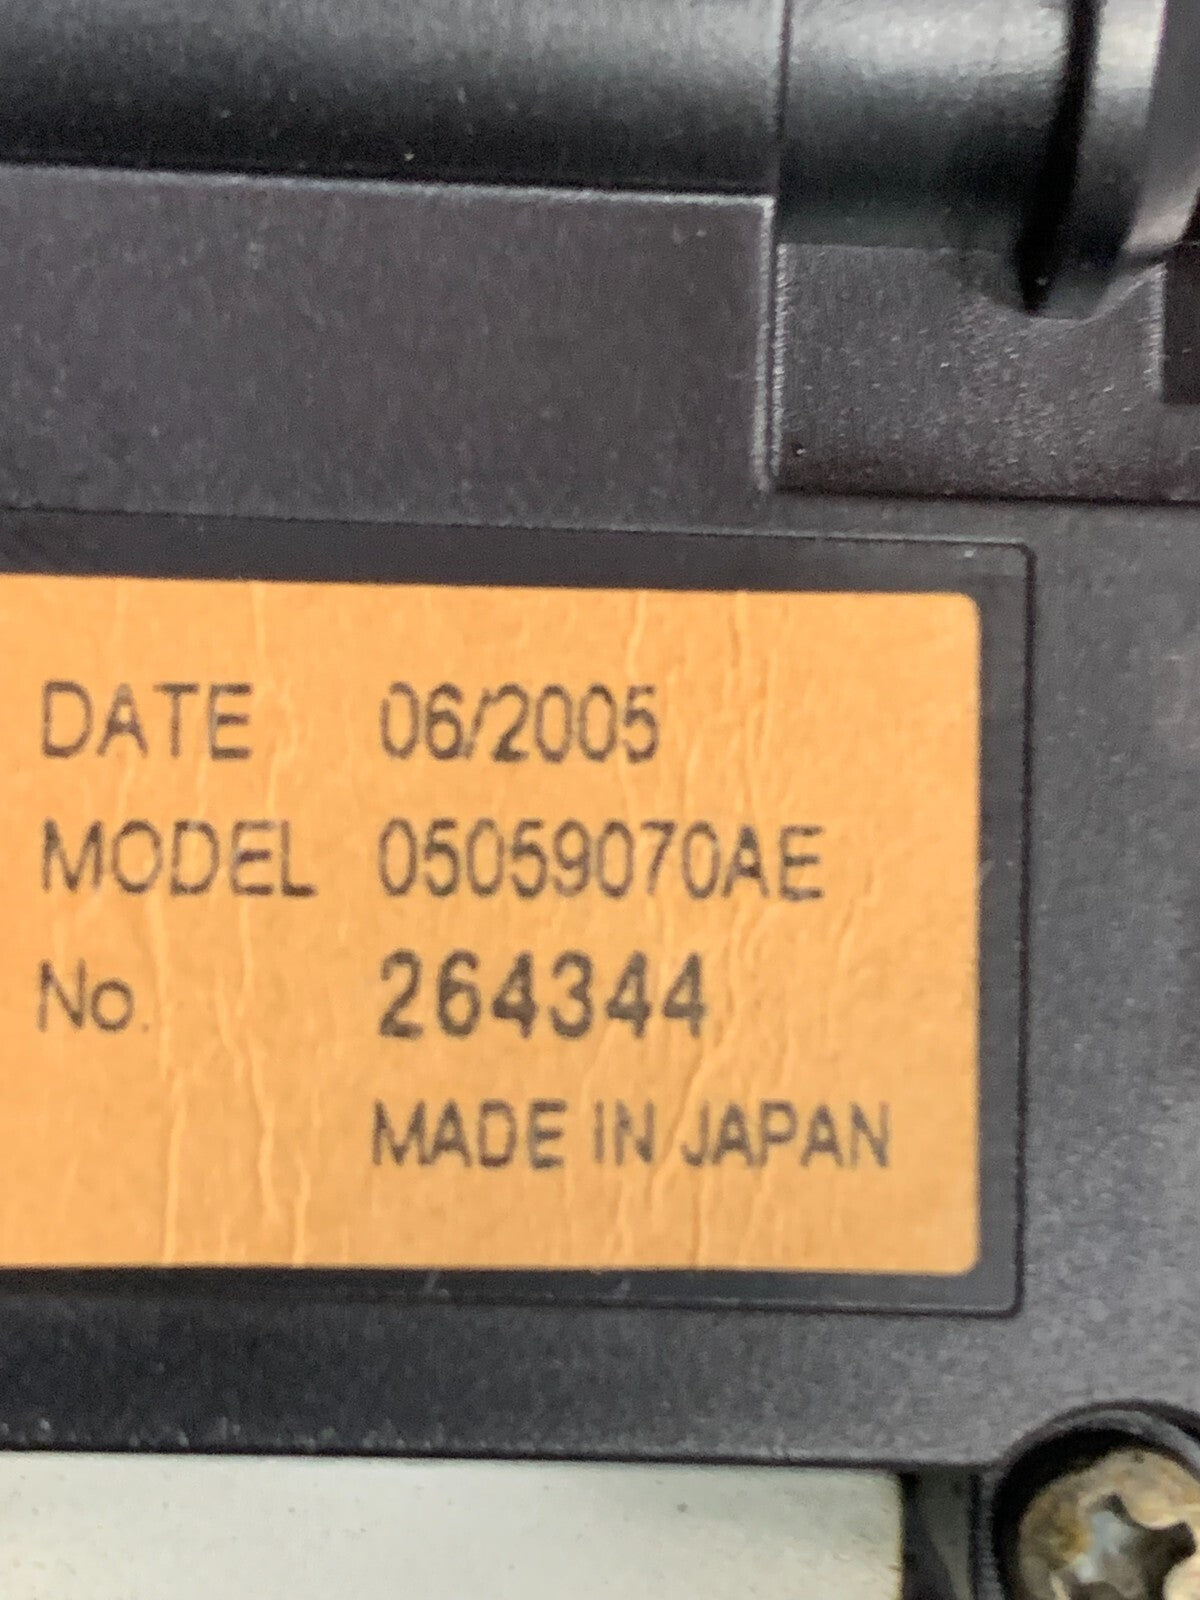 DATE 06/2005
MODEL 05059070AE
No. 264344
MADE IN JAPAN